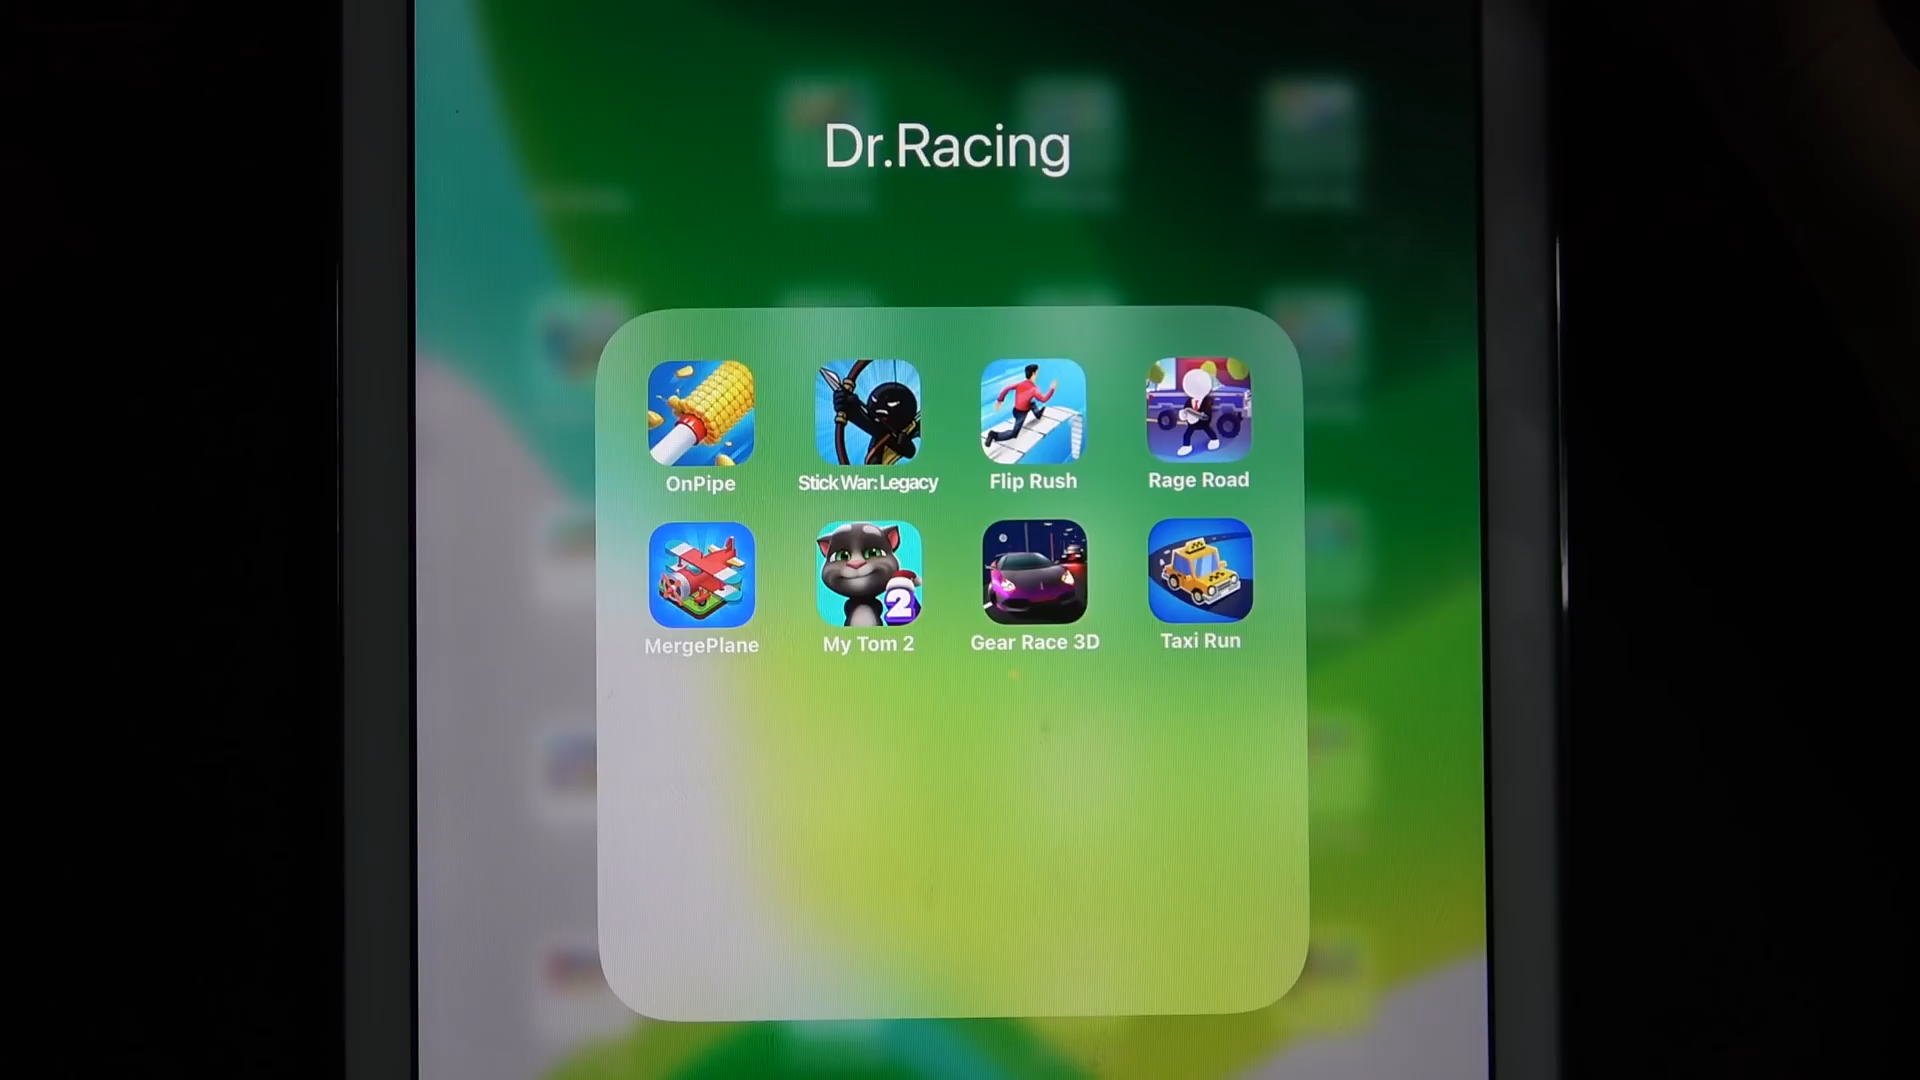 Dr.Racing
OnPipe
Stick War: Legacy
Flip Rush
Rage Road
MergePlane
My Tom 2
Gear Race 3D
Taxi Run
2